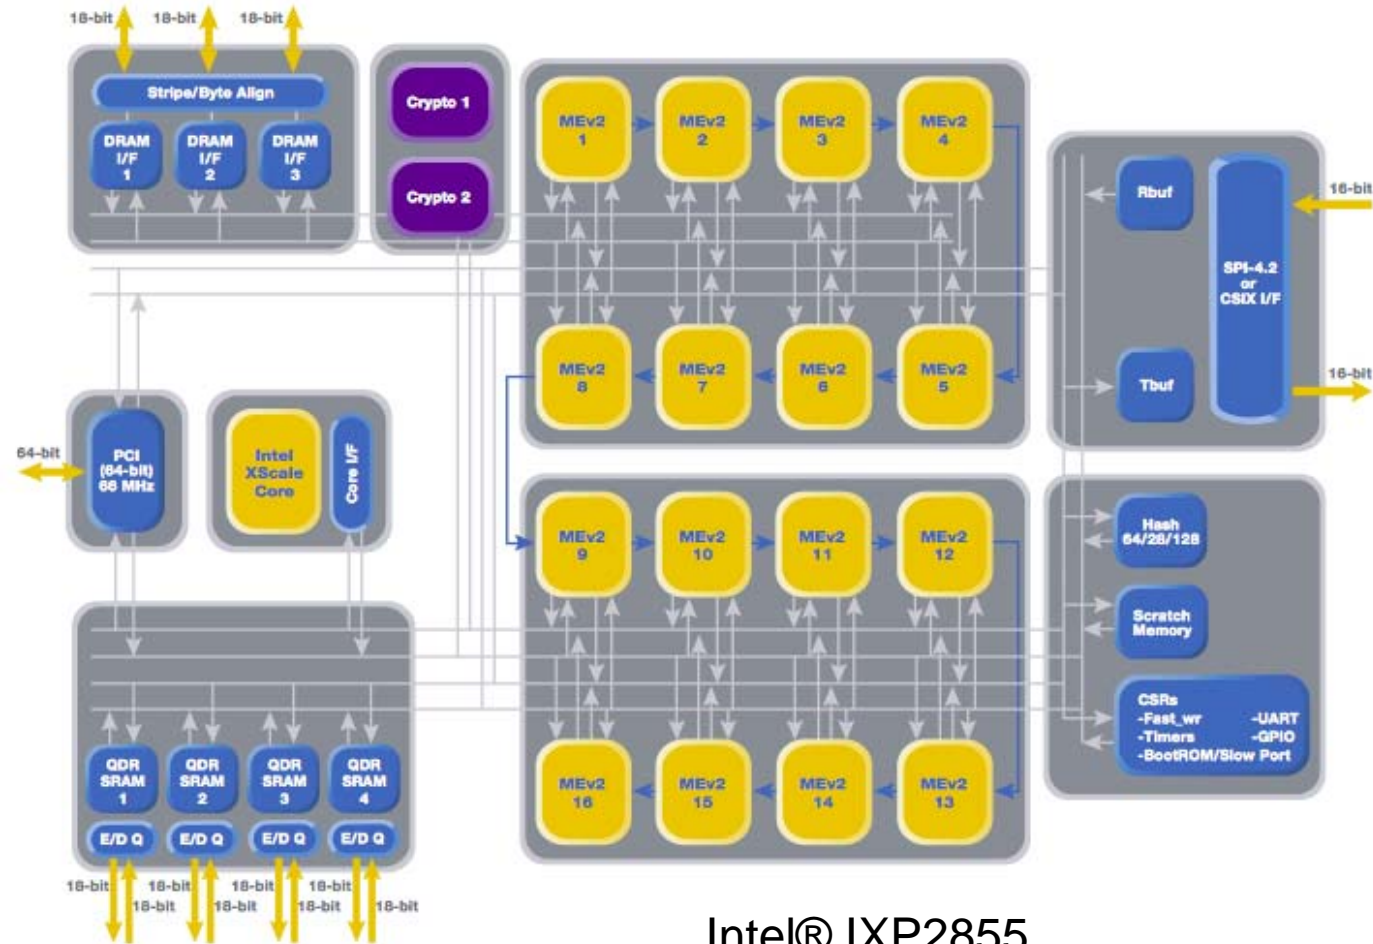 18-bit 18-bit 18-bit
Stripe/Byte Align
DRAM I/F 1
DRAM I/F 2
DRAM I/F 3
Crypto 1
Crypto 2
MEv2 1
MEv2 2
MEv2 3
MEv2 4
MEv2 8
MEv2 7
MEv2 6
MEv2 5
Rbuf
Tbuf
SPI-4.2
or
CSIX I/F
16-bit
16-bit
64-bit
PCI
(64-bit)
66 MHz
Intel
XScale
Core
Core I/F
MEv2 9
MEv2 10
MEv2 11
MEv2 12
MEv2 16
MEv2 15
MEv2 14
MEv2 13
Hash
64/28/128
Scratch
Memory
CSRs
-Fast_wr -UART
-Timers -GPIO
-BootROM/Slow Port
QDR SRAM 1
QDR SRAM 2
QDR SRAM 3
QDR SRAM 4
E/D Q E/D Q E/D Q E/D Q
18-bit 18-bit 18-bit 18-bit
18-bit 18-bit 18-bit 18-bit
Intel® IXP2855